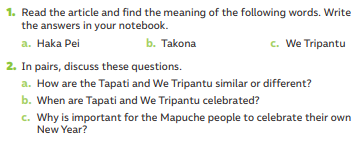 1. Read the article and find the meaning of the following words. Write
the answers in your notebook.
a. Haka Pei b. Takona c. We Tripantu
2. In pairs, discuss these questions.
a. How are the Tapati and We Tripantu similar or different?
b. When are Tapati and We Tripantu celebrated?
c. Why is important for the Mapuche people to celebrate their own
New Year?